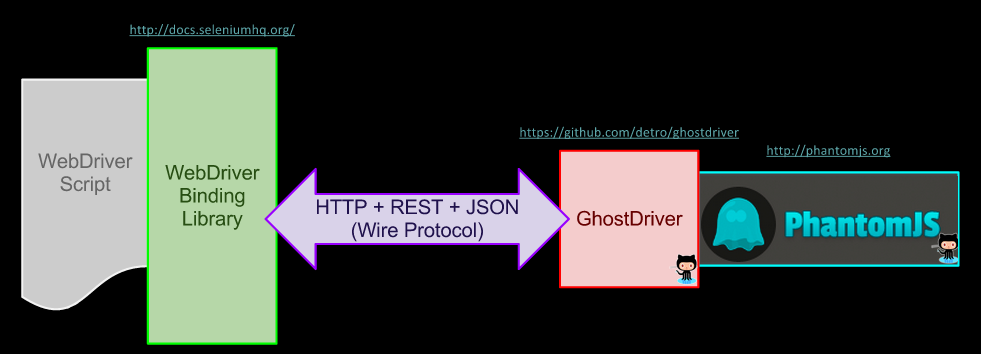 http://docs.seleniumhq.org/
WebDriver
Script
WebDriver
Binding
Library
HTTP + REST + JSON
(Wire Protocol)
https://github.com/detro/ghostdriver
GhostDriver
http://phantomjs.org
PhantomJS